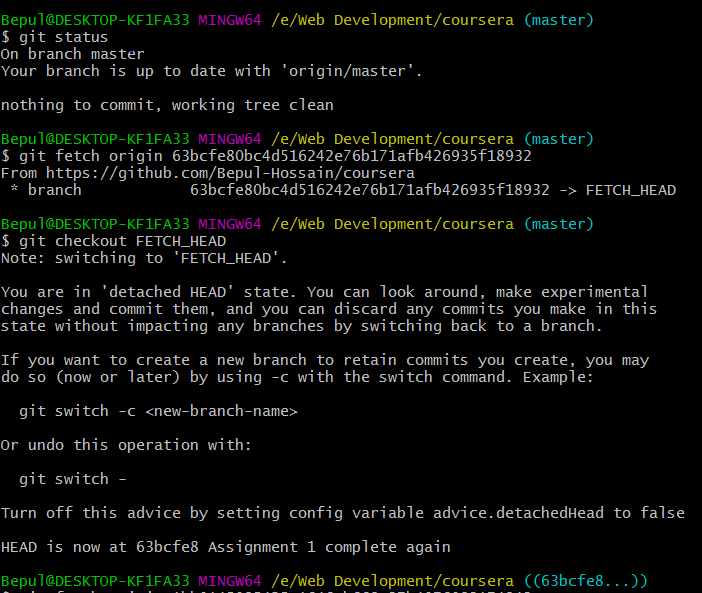 Bepul@DESKTOP-KF1FA33 MINGW64 /e/Web Development/coursera (master)
$ git status
On branch master
Your branch is up to date with 'origin/master'.
nothing to commit, working tree clean
Bepul@DESKTOP-KF1FA33 MINGW64 /e/Web Development/coursera (master)
$ git fetch origin 63bcfe80bc4d516242e76b171afb426935f18932
From https://github.com/Bepul-Hossain/coursera
* branch 63bcfe80bc4d516242e76b171afb426935f18932 -> FETCH_HEAD
Bepul@DESKTOP-KF1FA33 MINGW64 /e/Web Development/coursera (master)
$ git checkout FETCH_HEAD
Note: switching to 'FETCH_HEAD'.
You are in 'detached HEAD' state. You can look around, make experimental
changes and commit them, and you can discard any commits you make in this
state without impacting any branches by switching back to a branch.
If you want to create a new branch to retain commits you create, you may
do so (now or later) by using -c with the switch command. Example:
git switch -c <new-branch-name>
Or undo this operation with:
git switch -
Turn off this advice by setting config variable advice.detachedHead to false
HEAD is now at 63bcfe8 Assignment 1 complete again
Bepul@DESKTOP-KF1FA33 MINGW64 /e/Web Development/coursera ((63bcfe8...))